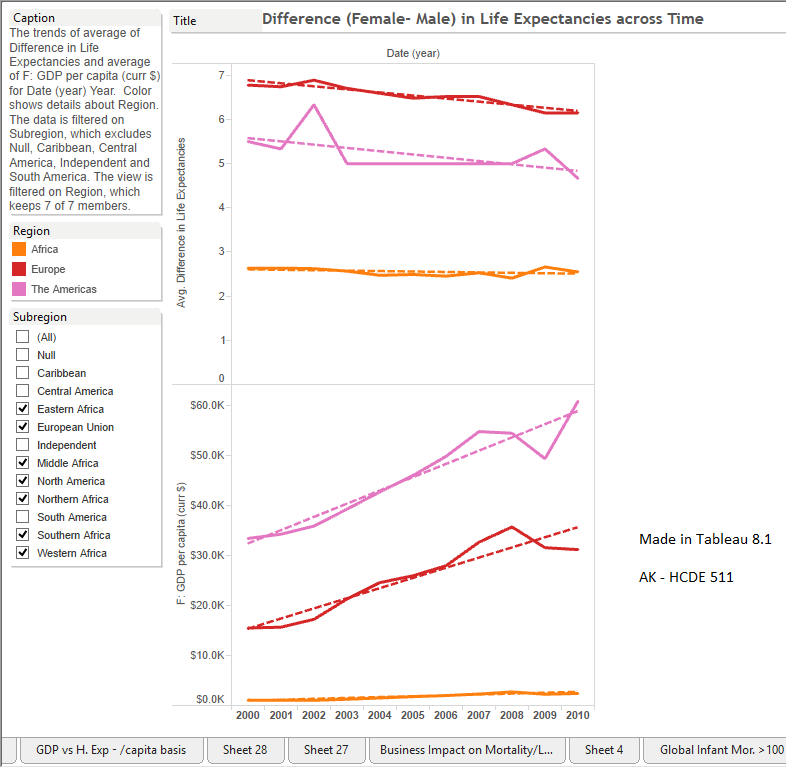 Caption
The trends of average of
Difference in Life
Expectancies and average
of F: GDP per capita (curr $)
for Date (year) Year.  Color
shows details about Region.
The data is filtered on
Subregion, which excludes
Null, Caribbean, Central
America, Independent and
South America. The view is
filtered on Region, which
keeps 7 of 7 members.
Region
Africa
Europe
The Americas
Subregion
(All)
Null
Caribbean
Central America
Eastern Africa
European Union
Independent
Middle Africa
North America
Northern Africa
South America
Southern Africa
Western Africa
Title
Difference (Female- Male) in Life Expectancies across Time
Date (year)
Avg. Difference in Life Expectancies
7
6
5
4
3
2
1
0
F: GDP per capita (curr $)
$60.0K
$50.0K
$40.0K
$30.0K
$20.0K
$10.0K
$0.0K
2000 2001 2002 2003 2004 2005 2006 2007 2008 2009 2010
Made in Tableau 8.1
AK - HCDE 511
GDP vs H. Exp - /capita basis
Sheet 28
Sheet 27
Business Impact on Mortality/L...
Sheet 4
Global Infant Mor. >100